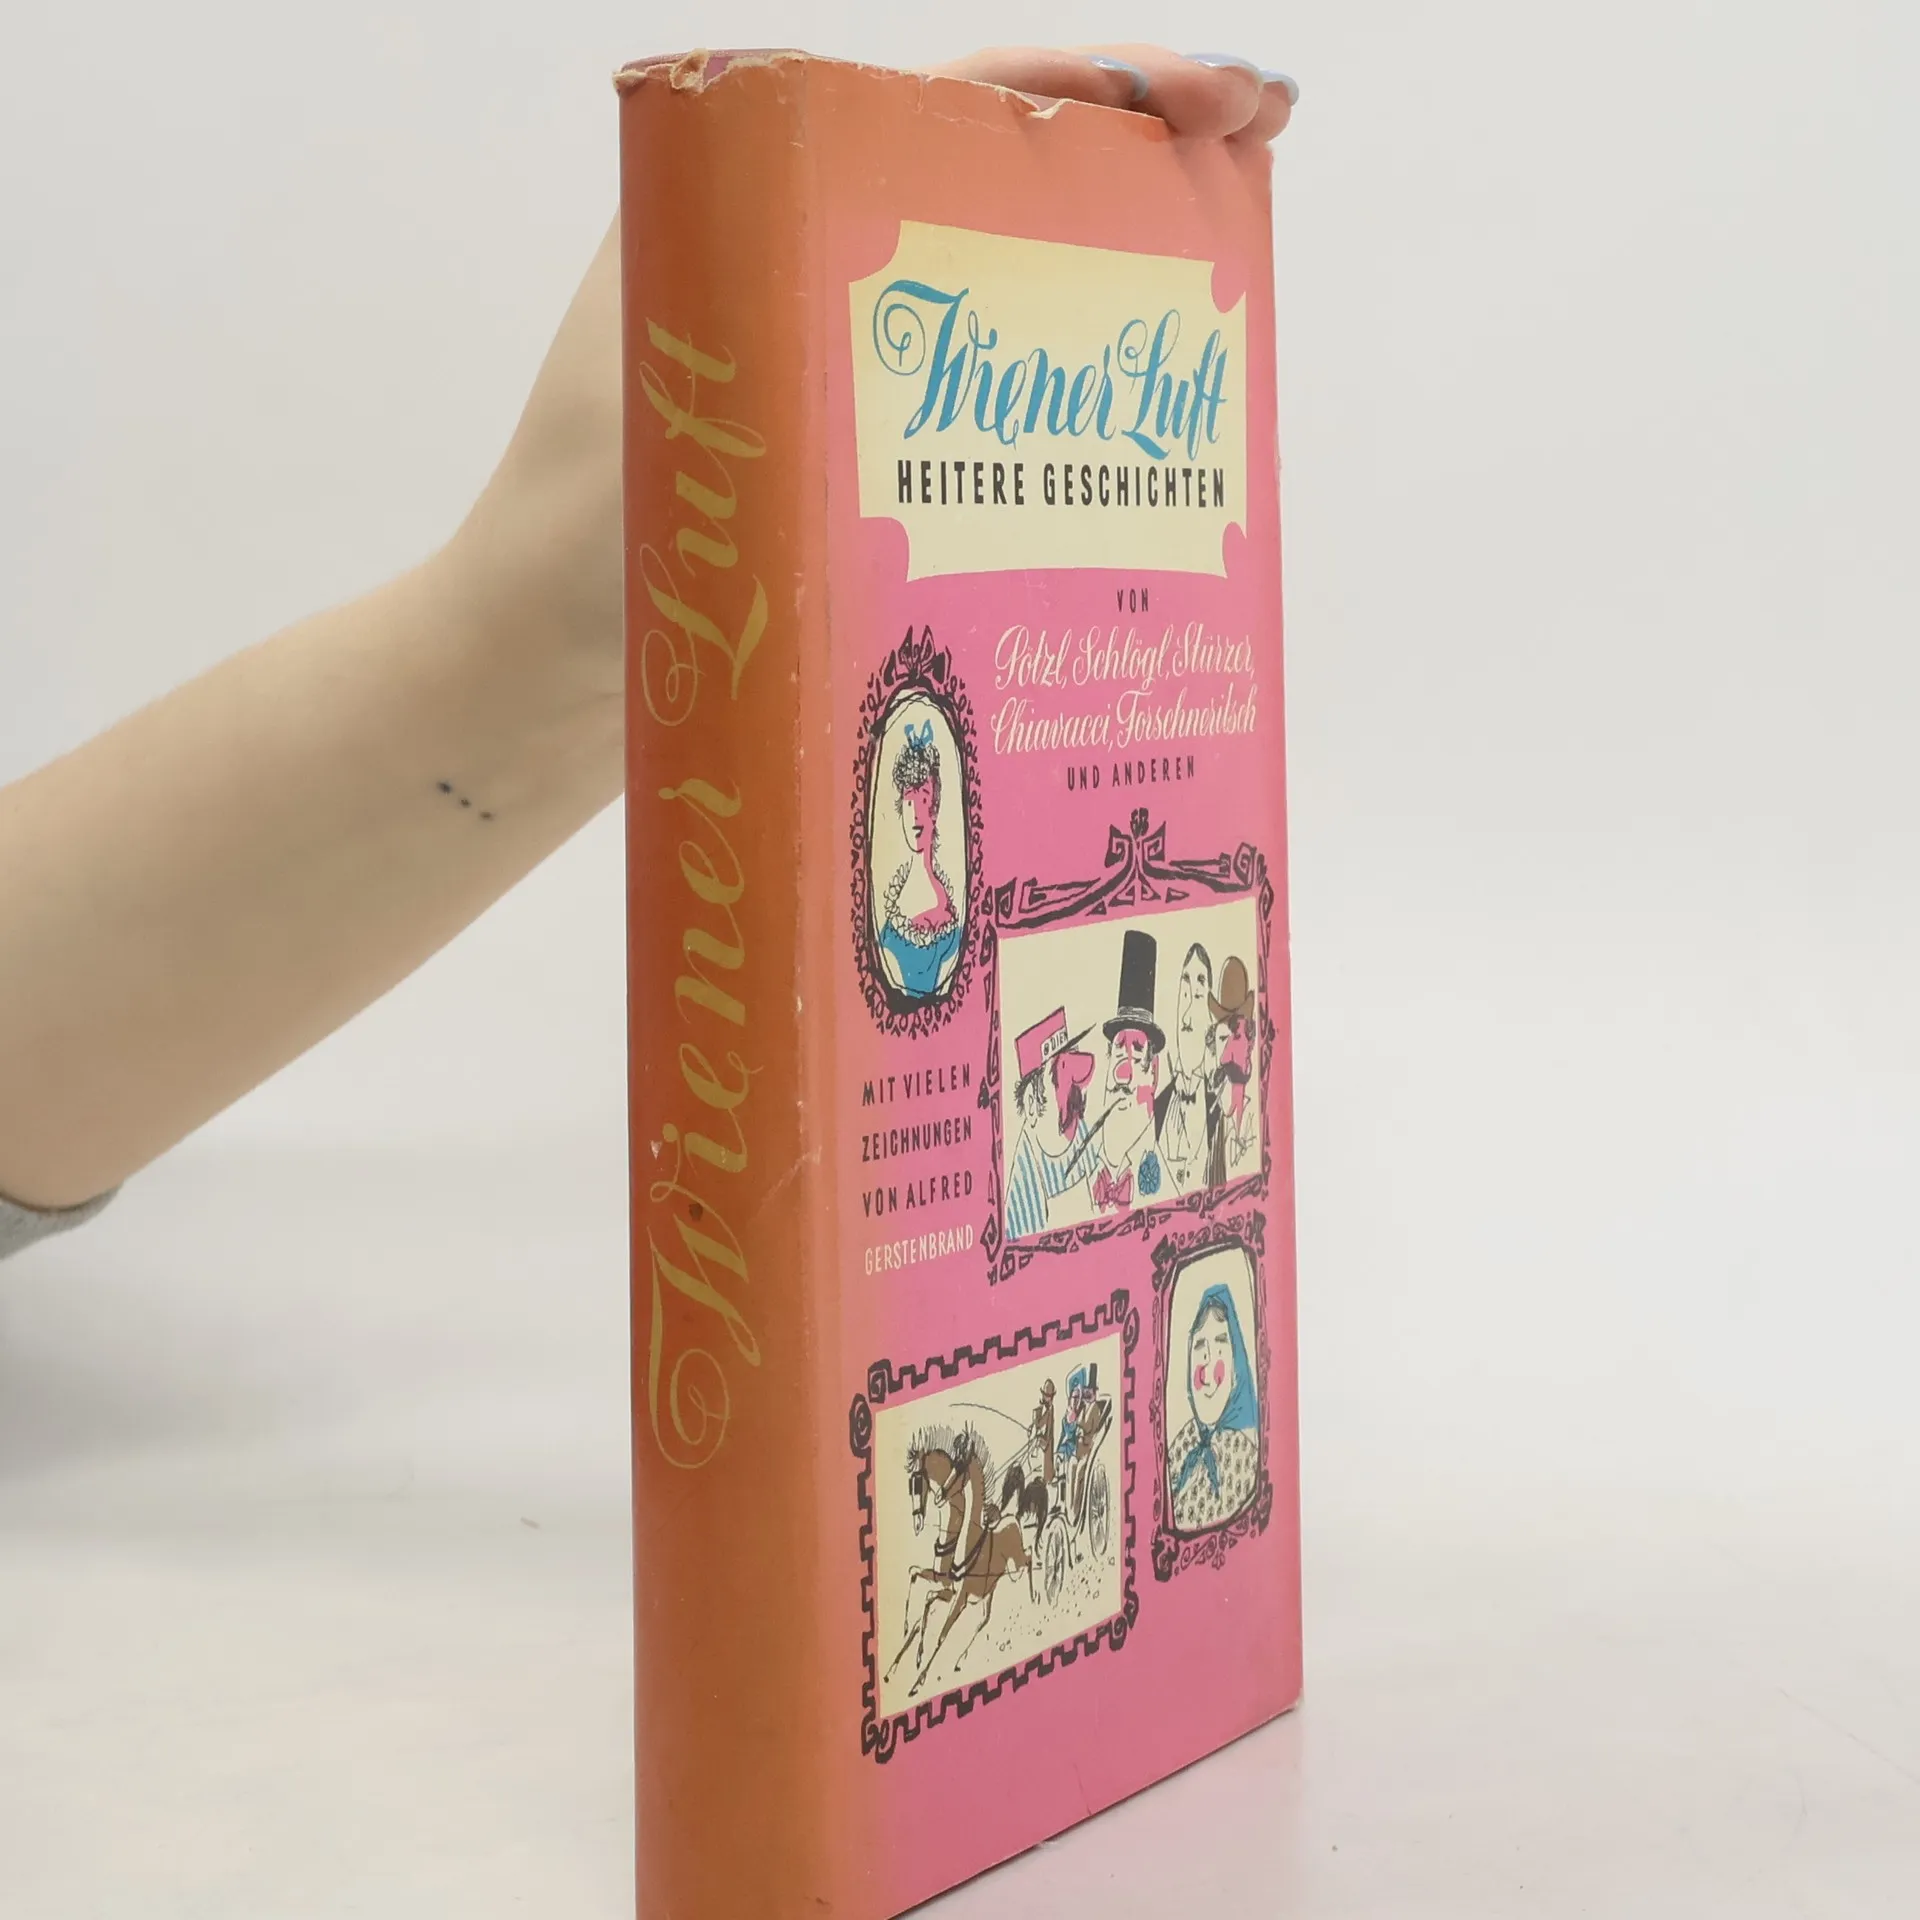 Wiener Luft
Wiener Luft
HEITERE GESCHICHTEN
VON
Pötzl, Schlögl, Stürzer,
Chiavacci, Torschneritsch
UND ANDEREN
MIT VIELEN
ZEICHNUNGEN
VON ALFRED
GERSTENBRAND